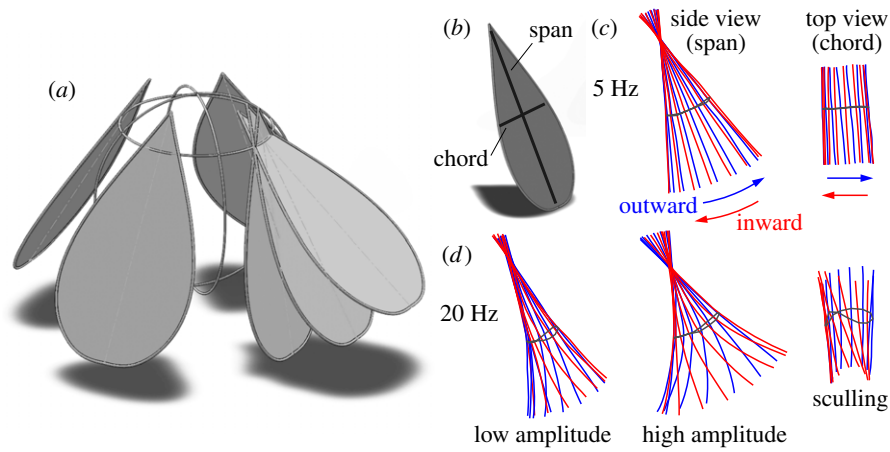 (a)
(b)
span
chord
(c)
side view
(span)
top view
(chord)
5 Hz
outward
inward
(d)
20 Hz
low amplitude
high amplitude
sculling